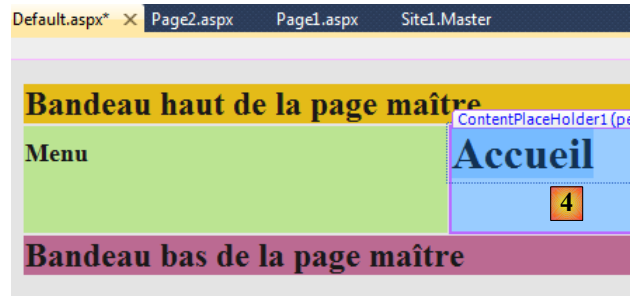 Default.aspx* × Page2.aspx Page1.aspx Site1.Master
Bandeau haut de la page maître
ContentPlaceHolder1 (pe
Menu
Accueil
4
Bandeau bas de la page maître